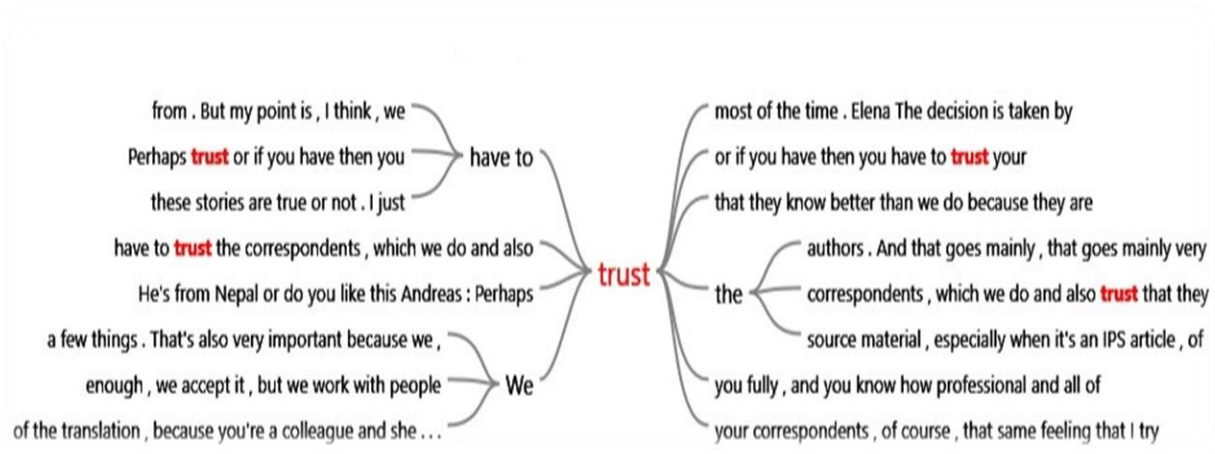 from . But my point is , I think , we
Perhaps trust or if you have then you
these stories are true or not . I just
have to
have to trust the correspondents , which we do and also
He's from Nepal or do you like this Andreas : Perhaps
a few things . That's also very important because we ,
enough , we accept it , but we work with people
of the translation , because you're a colleague and she ...
We
trust
most of the time . Elena The decision is taken by
or if you have then you have to trust your
that they know better than we do because they are
the
authors . And that goes mainly , that goes mainly very
correspondents , which we do and also trust that they
source material , especially when it's an IPS article , of
you fully , and you know how professional and all of
your correspondents , of course , that same feeling that I try